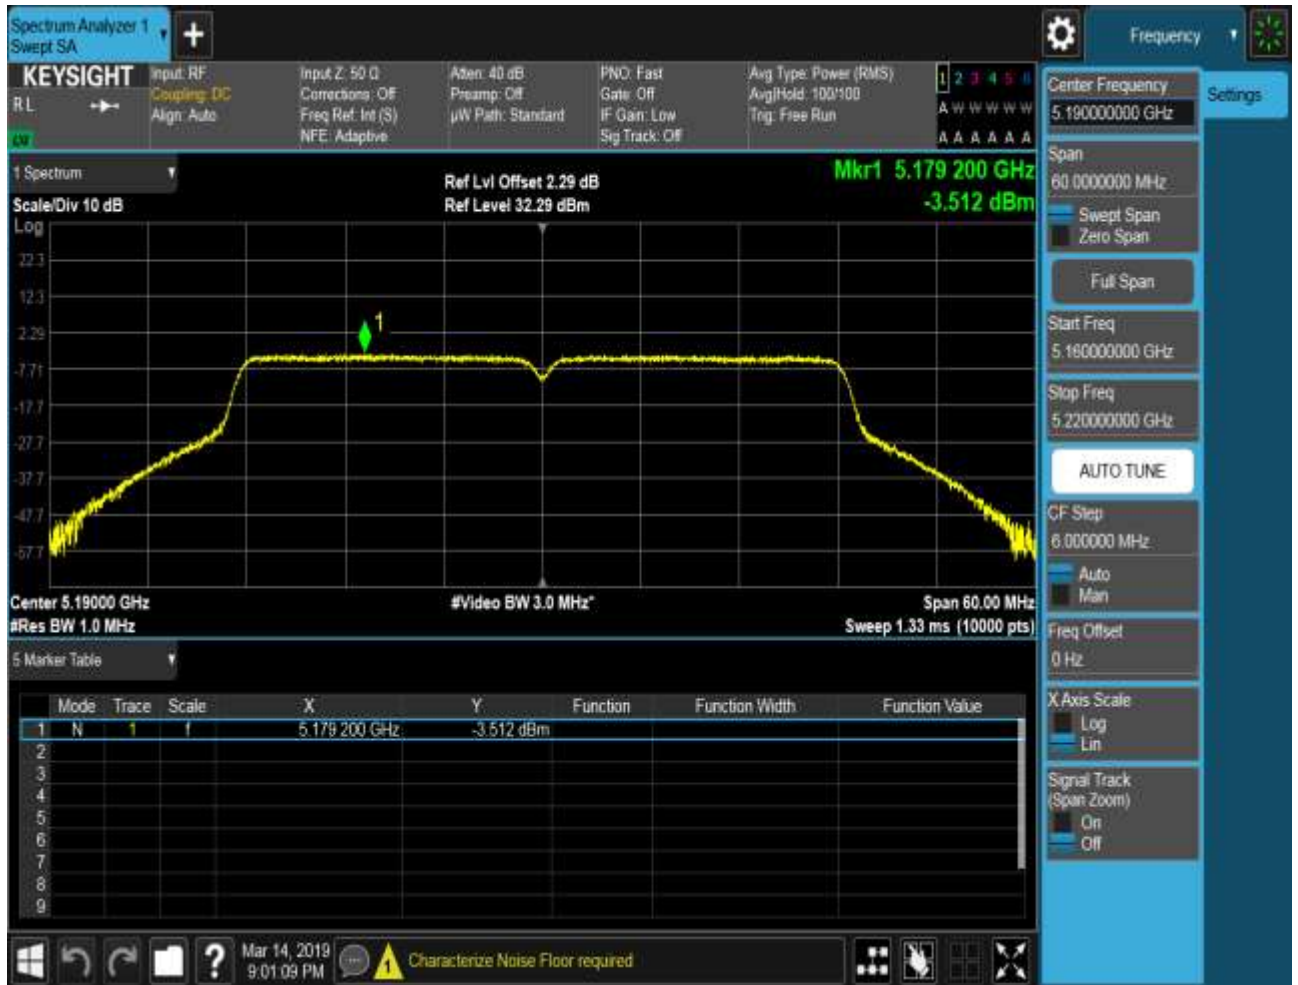 Spectrum Analyzer 1
Swept SA
+
Frequency
KEYSIGHT
RL
Input: RF
Coupling: DC
Align: Auto
Input Z: 50 Ω
Corrections: Off
Freq Ref: Int (S)
NFE: Adaptive
Atten: 40 dB
Preamp: Off
µW Path: Standard
PNO: Fast
Gate: Off
IF Gain: Low
Sig Track: Off
Avg Type: Power (RMS)
Avg|Hold: 100/100
Trig: Free Run
1 2 3 4 5 6
A W W W W W
A A A A A A
1 Spectrum
Scale/Div 10 dB
Log
Ref Lvl Offset 2.29 dB
Ref Level 32.29 dBm
Mkr1 5.179 200 GHz
-3.512 dBm
22.3
12.3
2.29
-7.71
-17.7
-27.7
-37.7
-47.7
-57.7
1
Center 5.19000 GHz
#Res BW 1.0 MHz
#Video BW 3.0 MHz*
Span 60.00 MHz
Sweep 1.33 ms (10000 pts)
5 Marker Table
Mode Trace Scale X Y Function Function Width Function Value
1 N 1 f 5.179 200 GHz -3.512 dBm
2
3
4
5
6
7
8
9
Center Frequency
5.190000000 GHz
Settings
Span
60.0000000 MHz
Swept Span
Zero Span
Full Span
Start Freq
5.160000000 GHz
Stop Freq
5.220000000 GHz
AUTO TUNE
CF Step
6.000000 MHz
Auto
Man
Freq Offset
0 Hz
X Axis Scale
Log
Lin
Signal Track
(Span Zoom)
On
Off
?
Mar 14, 2019
9:01:09 PM
1
Characterize Noise Floor required